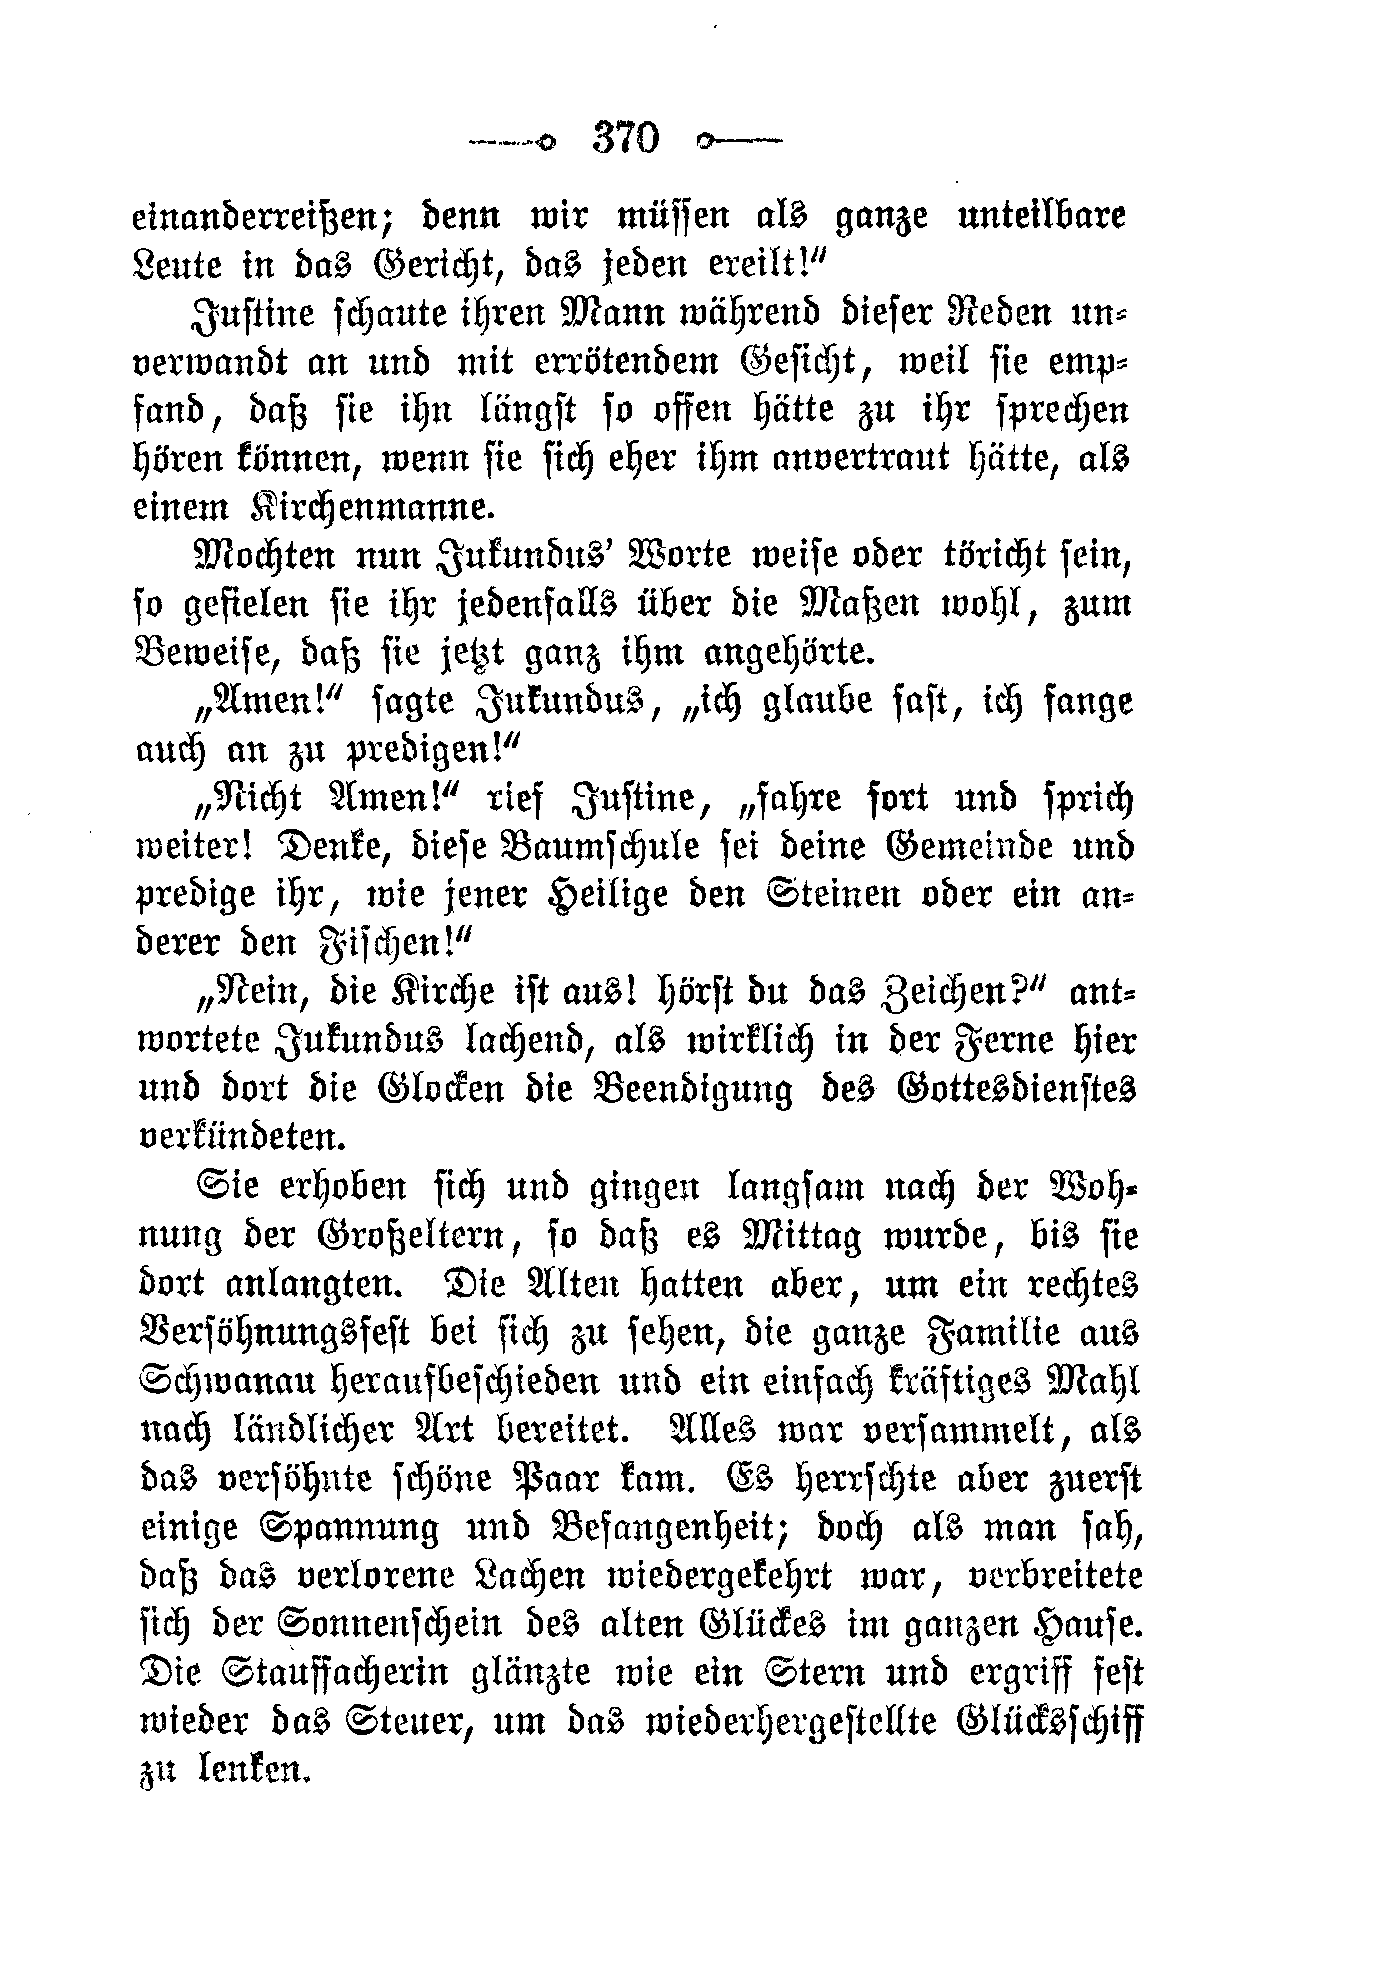 370
einanderreißen; denn wir müssen als ganze unteilbare
Leute in das Gericht, das jeden ereilt!“
Justine schaute ihren Mann während dieser Reden un-
verwandt an und mit errötendem Gesicht, weil sie emp-
fand, daß sie ihn längst so offen hätte zu ihr sprechen
hören können, wenn sie sich eher ihm anvertraut hätte, als
einem Kirchenmanne.
Mochten nun Jukundus’ Worte weise oder töricht sein,
so gefielen sie ihr jedenfalls über die Maßen wohl, zum
Beweise, daß sie jetzt ganz ihm angehörte.
„Amen!“ sagte Jukundus, „ich glaube fast, ich fange
auch an zu predigen!“
„Nicht Amen!“ rief Justine, „fahre fort und sprich
weiter! Denke, diese Baumschule sei deine Gemeinde und
predige ihr, wie jener Heilige den Steinen oder ein an-
derer den Fischen!“
„Nein, die Kirche ist aus! hörst du das Zeichen?“ ant-
wortete Jukundus lachend, als wirklich in der Ferne hier
und dort die Glocken die Beendigung des Gottesdienstes
verkündeten.
Sie erhoben sich und gingen langsam nach der Woh-
nung der Großeltern, so daß es Mittag wurde, bis sie
dort anlangten. Die Alten hatten aber, um ein rechtes
Versöhnungsfest bei sich zu sehen, die ganze Familie aus
Schwanau heraufbeschieden und ein einfach kräftiges Mahl
nach ländlicher Art bereitet. Alles war versammelt, als
das versöhnte schöne Paar kam. Es herrschte aber zuerst
einige Spannung und Befangenheit; doch als man sah,
daß das verlorene Lachen wiedergekehrt war, verbreitete
sich der Sonnenschein des alten Glückes im ganzen Hause.
Die Stauffacherin glänzte wie ein Stern und ergriff fest
wieder das Steuer, um das wiederhergestellte Glücksschiff
zu lenken.